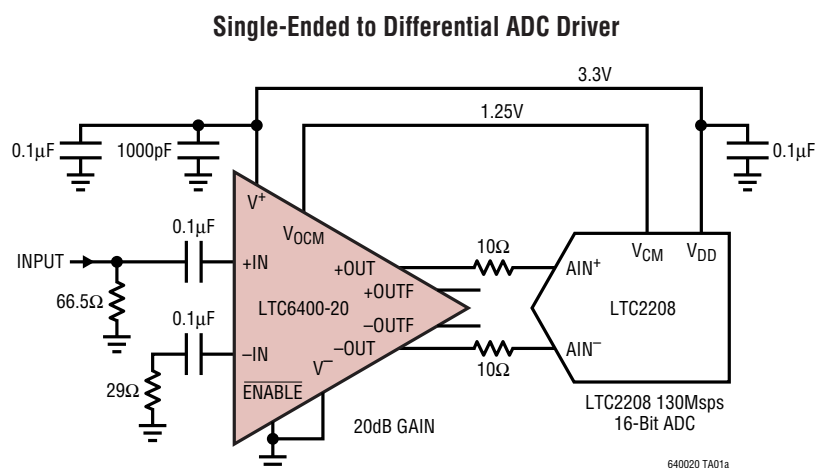 Single-Ended to Differential ADC Driver
3.3V
1.25V
0.1µF
1000pF
0.1µF
V+
VOCM
VCM
VDD
0.1µF
INPUT
+IN
+OUT
10Ω
AIN+
+OUTF
66.5Ω
LTC6400-20
LTC2208
0.1µF
–OUTF
–IN
–OUT
AIN–
V–
10Ω
29Ω
ENABLE
20dB GAIN
LTC2208 130Msps
16-Bit ADC
640020 TA01a